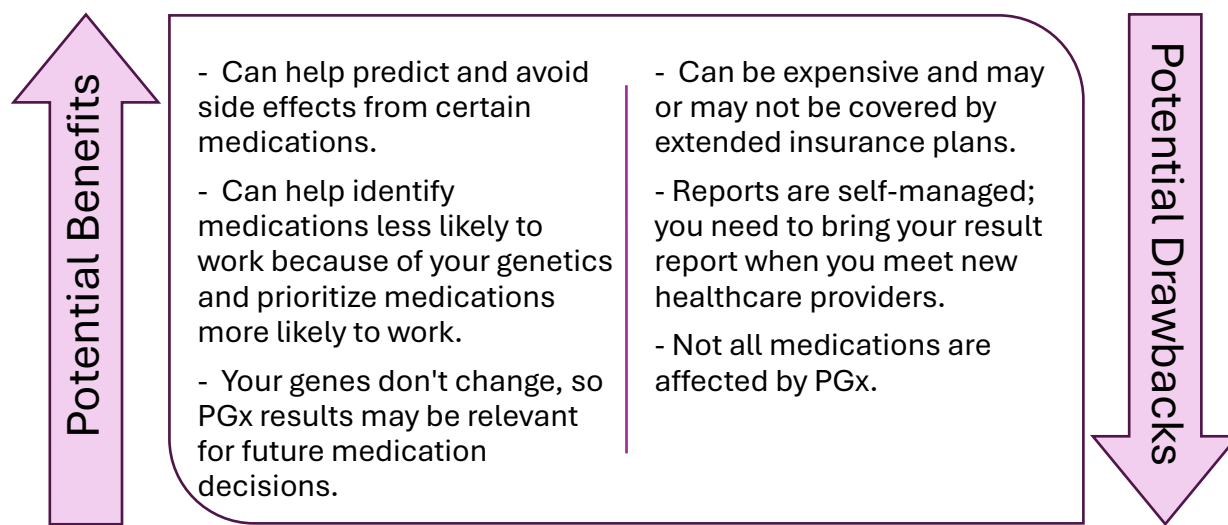 Potential Benefits
- Can help predict and avoid
side effects from certain
medications.
- Can help identify
medications less likely to
work because of your genetics
and prioritize medications
more likely to work.
- Your genes don't change, so
PGx results may be relevant
for future medication
decisions.
- Can be expensive and may
or may not be covered by
extended insurance plans.
- Reports are self-managed;
you need to bring your result
report when you meet new
healthcare providers.
- Not all medications are
affected by PGx.
Potential Drawbacks